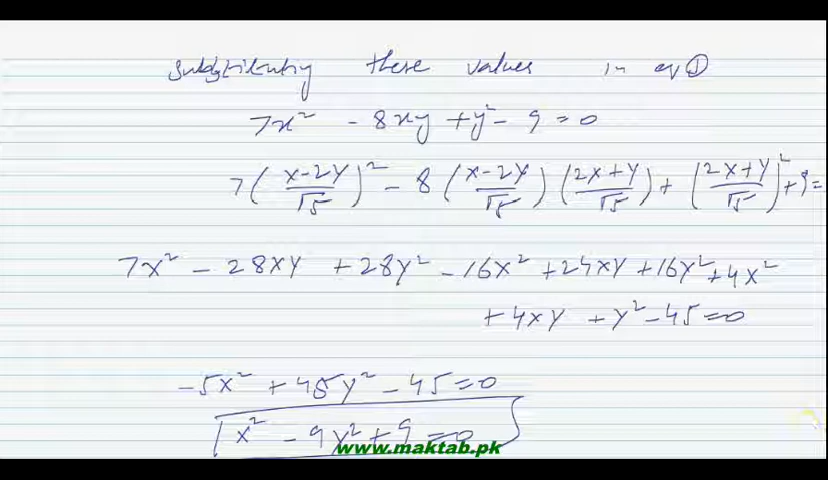 substituting these values in eq ①
7x² - 8xy + y² - 9 = 0
7(X-2Y/√5)² - 8(X-2Y/√5)(2X+Y/√5) + (2X+Y/√5)² + 9 =
7X² - 28XY + 28Y² - 16X² + 24XY + 16Y² + 4X²
+ 4XY + Y² - 45 = 0
-5X² + 45Y² - 45 = 0
X² - 9Y² + 9 = 0
www.maktab.pk